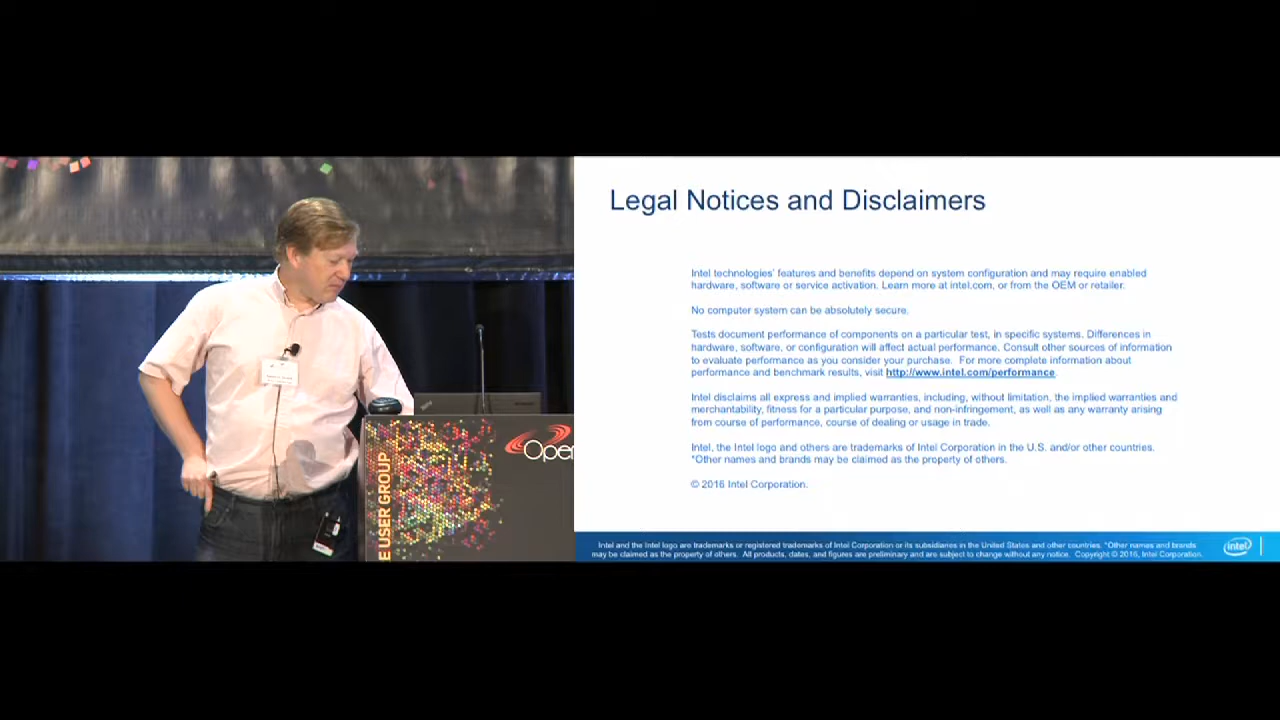 Legal Notices and Disclaimers
Intel technologies' features and benefits depend on system configuration and may require enabled
hardware, software or service activation. Learn more at intel.com, or from the OEM or retailer.
No computer system can be absolutely secure.
Tests document performance of components on a particular test, in specific systems. Differences in
hardware, software, or configuration will affect actual performance. Consult other sources of information
to evaluate performance as you consider your purchase. For more complete information about
performance and benchmark results, visit http://www.intel.com/performance.
Intel disclaims all express and implied warranties, including, without limitation, the implied warranties and
merchantability, fitness for a particular purpose, and non-infringement, as well as any warranty arising
from course of performance, course of dealing or usage in trade.
Intel, the Intel logo and others are trademarks of Intel Corporation in the U.S. and/or other countries.
*Other names and brands may be claimed as the property of others.
© 2016 Intel Corporation.
Intel and the Intel logo are trademarks or registered trademarks of Intel Corporation or its subsidiaries in the United States and other countries. *Other names and brands
may be claimed as the property of others. All products, dates, and figures are preliminary and are subject to change without any notice. Copyright © 2016, Intel Corporation.
intel
E USER GROUP
Open